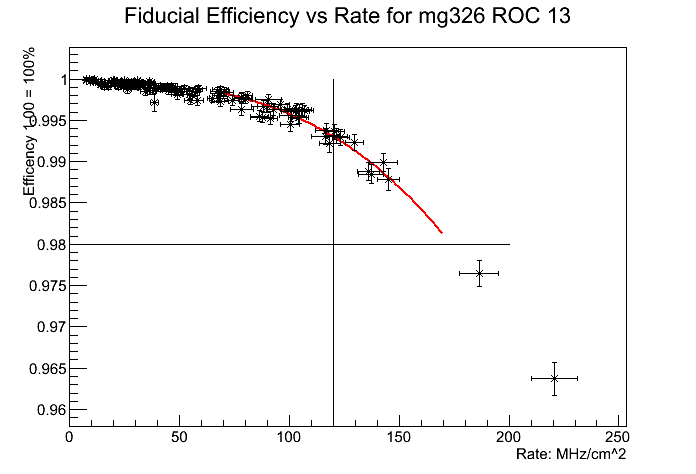 Fiducial Efficiency vs Rate for mg326 ROC 13
Efficency 1.00 = 100%
1
0.995
0.99
0.985
0.98
0.975
0.97
0.965
0.96
0 50 100 150 200 250
Rate: MHz/cm^2